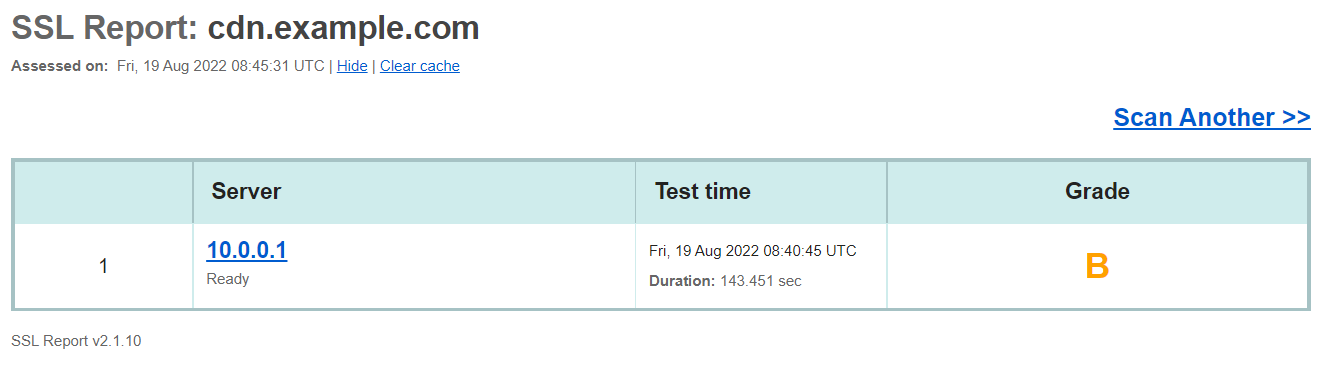 SSL Report: cdn.example.com
Assessed on: Fri, 19 Aug 2022 08:45:31 UTC | Hide | Clear cache
Scan Another >>
Server Test time Grade
1 10.0.0.1 Fri, 19 Aug 2022 08:40:45 UTC B
Ready Duration: 143.451 sec
SSL Report v2.1.10